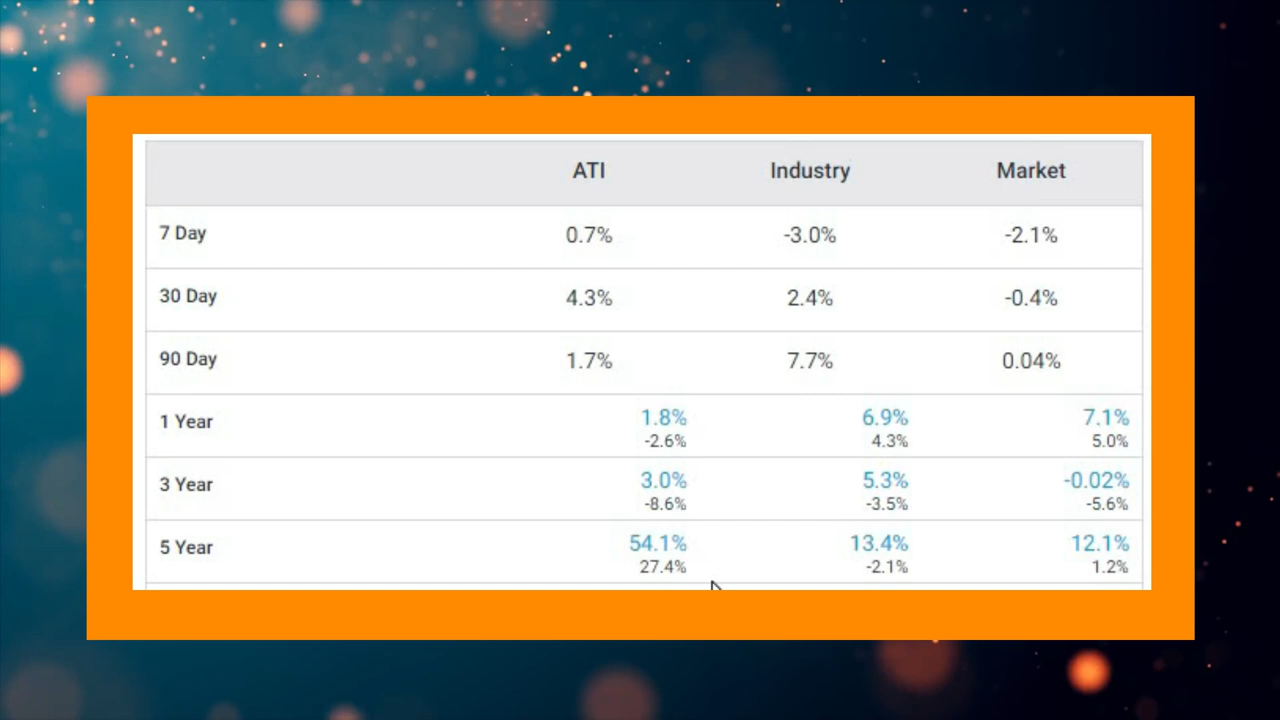 ATI Industry Market
7 Day 0.7% -3.0% -2.1%
30 Day 4.3% 2.4% -0.4%
90 Day 1.7% 7.7% 0.04%
1 Year 1.8% 6.9% 7.1%
-2.6% 4.3% 5.0%
3 Year 3.0% 5.3% -0.02%
-8.6% -3.5% -5.6%
5 Year 54.1% 13.4% 12.1%
27.4% -2.1% 1.2%